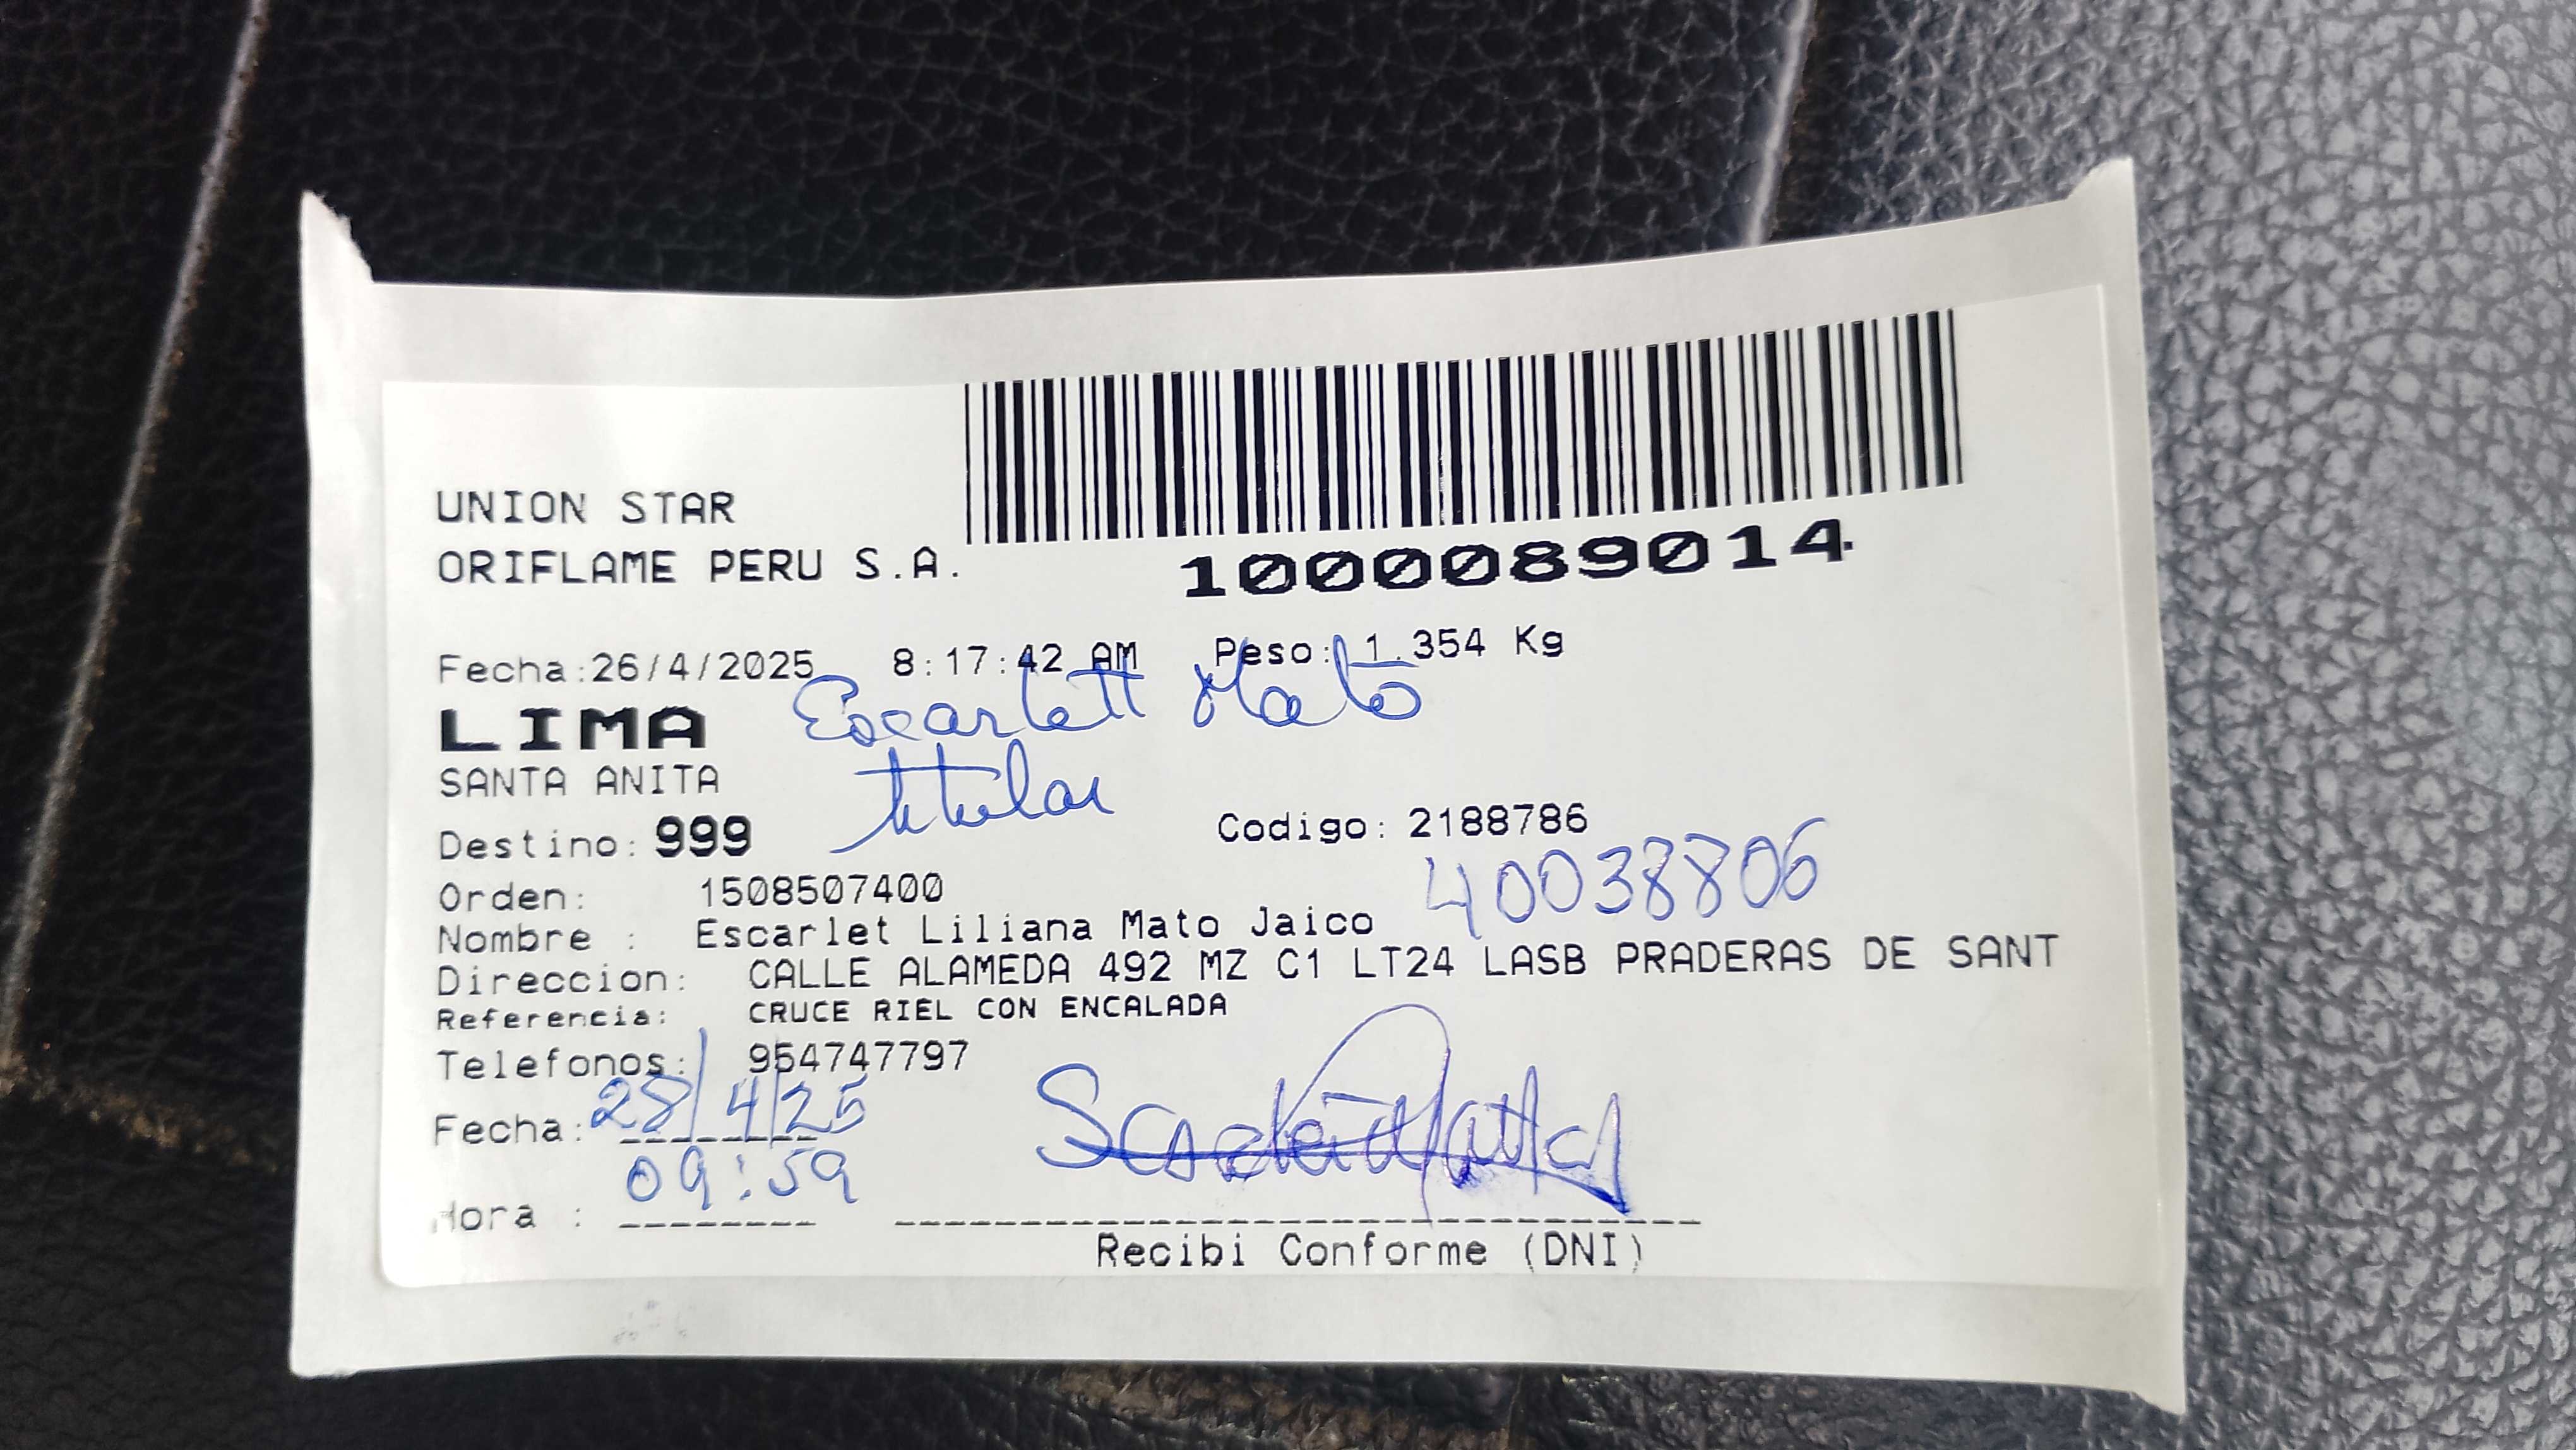 UNION STAR
ORIFLAME PERU S.A.
1000089014
Fecha:26/4/2025 8:17:42 AM Peso: 1.354 Kg
LIMA Escarlett Mato
SANTA ANITA titular
Destino: 999 Codigo: 2188786
40038806
Orden: 1508507400
Nombre : Escarlet Liliana Mato Jaico
Direccion: CALLE ALAMEDA 492 MZ C1 LT24 LASB PRADERAS DE SANT
Referencia: CRUCE RIEL CON ENCALADA
Telefonos: 954747797
Fecha: 28/4/25
09:59
Hora :
Recibi Conforme (DNI)